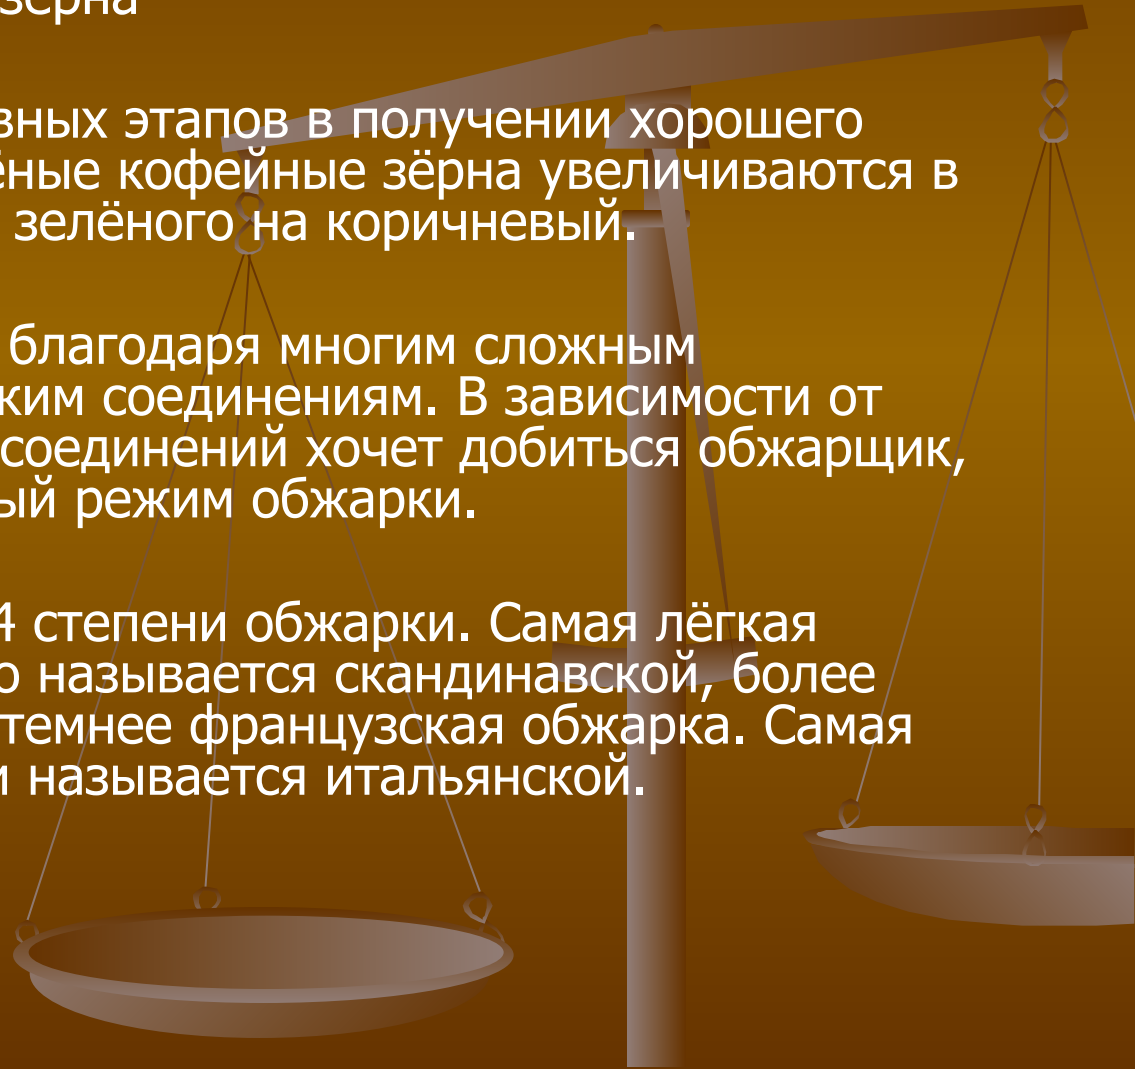 зёрна
вных этапов в получении хорошего
ёные кофейные зёрна увеличиваются в
зелёного на коричневый.
благодаря многим сложным
ким соединениям. В зависимости от
соединений хочет добиться обжарщик,
ый режим обжарки.
4 степени обжарки. Самая лёгкая
о называется скандинавской, более
темнее французская обжарка. Самая
и называется итальянской.